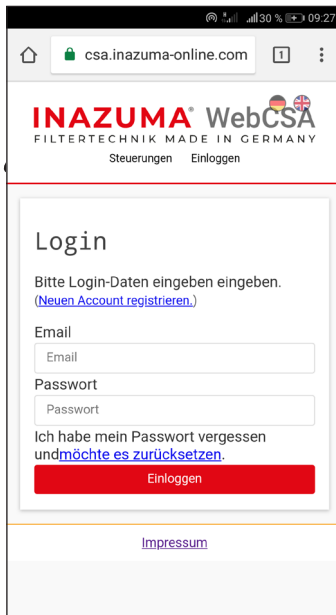 30 % 09:27
csa.inazuma-online.com 1
INAZUMA® WebCSA
FILTERTECHNIK MADE IN GERMANY
Steuerungen Einloggen
Login
Bitte Login-Daten eingeben eingeben.
(Neuen Account registrieren.)
Email
Email
Passwort
Passwort
Ich habe mein Passwort vergessen
undmöchte es zurücksetzen.
Einloggen
Impressum